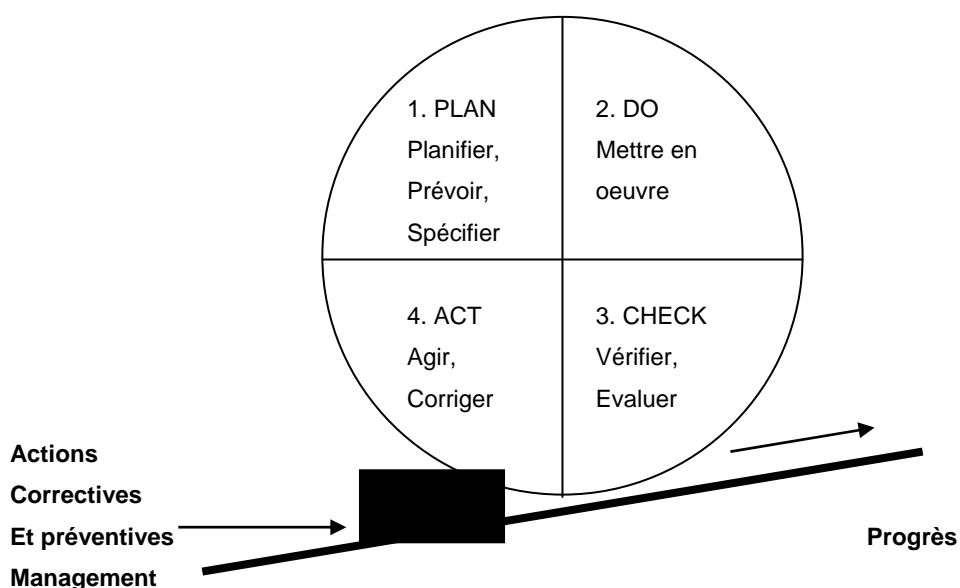 1. PLAN
Planifier,
Prévoir,
Spécifier
2. DO
Mettre en
oeuvre
4. ACT
Agir,
Corriger
3. CHECK
Vérifier,
Evaluer
Actions
Correctives
Et préventives
Management
Progrès